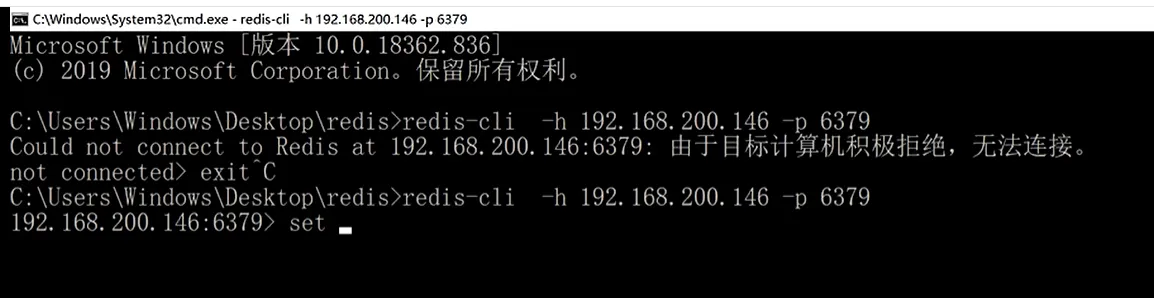 C:\Windows\System32\cmd.exe - redis-cli  -h 192.168.200.146 -p 6379
Microsoft Windows [版本 10.0.18362.836]
(c) 2019 Microsoft Corporation。保留所有权利。
C:\Users\Windows\Desktop\redis>redis-cli  -h 192.168.200.146 -p 6379
Could not connect to Redis at 192.168.200.146:6379: 由于目标计算机积极拒绝，无法连接。
not connected> exit^C
C:\Users\Windows\Desktop\redis>redis-cli  -h 192.168.200.146 -p 6379
192.168.200.146:6379> set